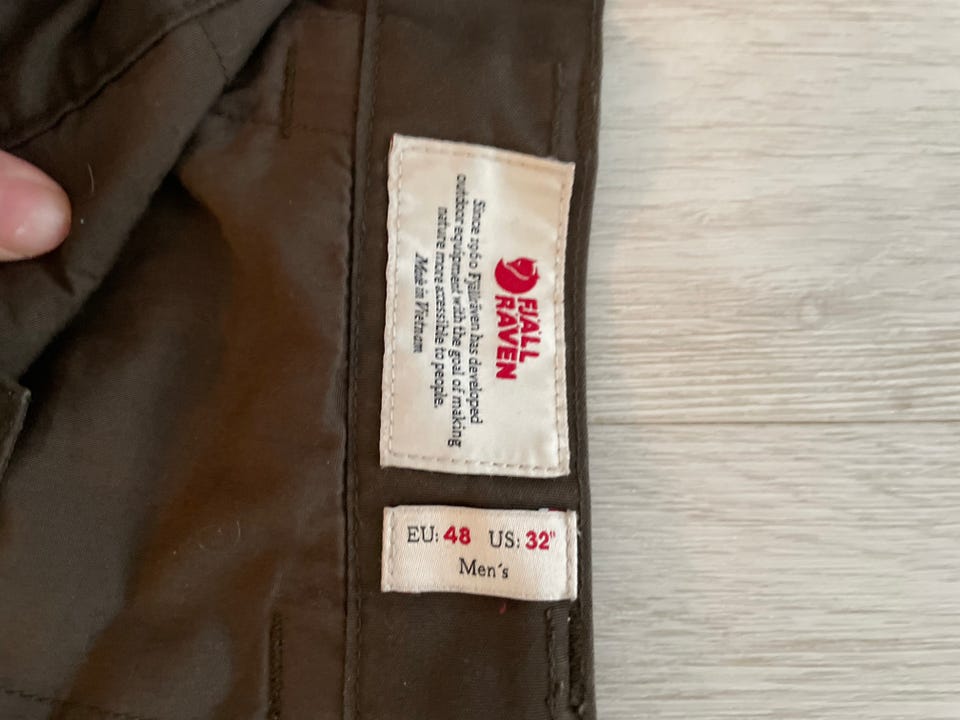 FJÄLL
RÄVEN
Since 1960 Fjällräven has developed
outdoor equipment with the goal of making
nature more accessible to people.
Made in Vietnam
EU: 48 US: 32"
Men´s